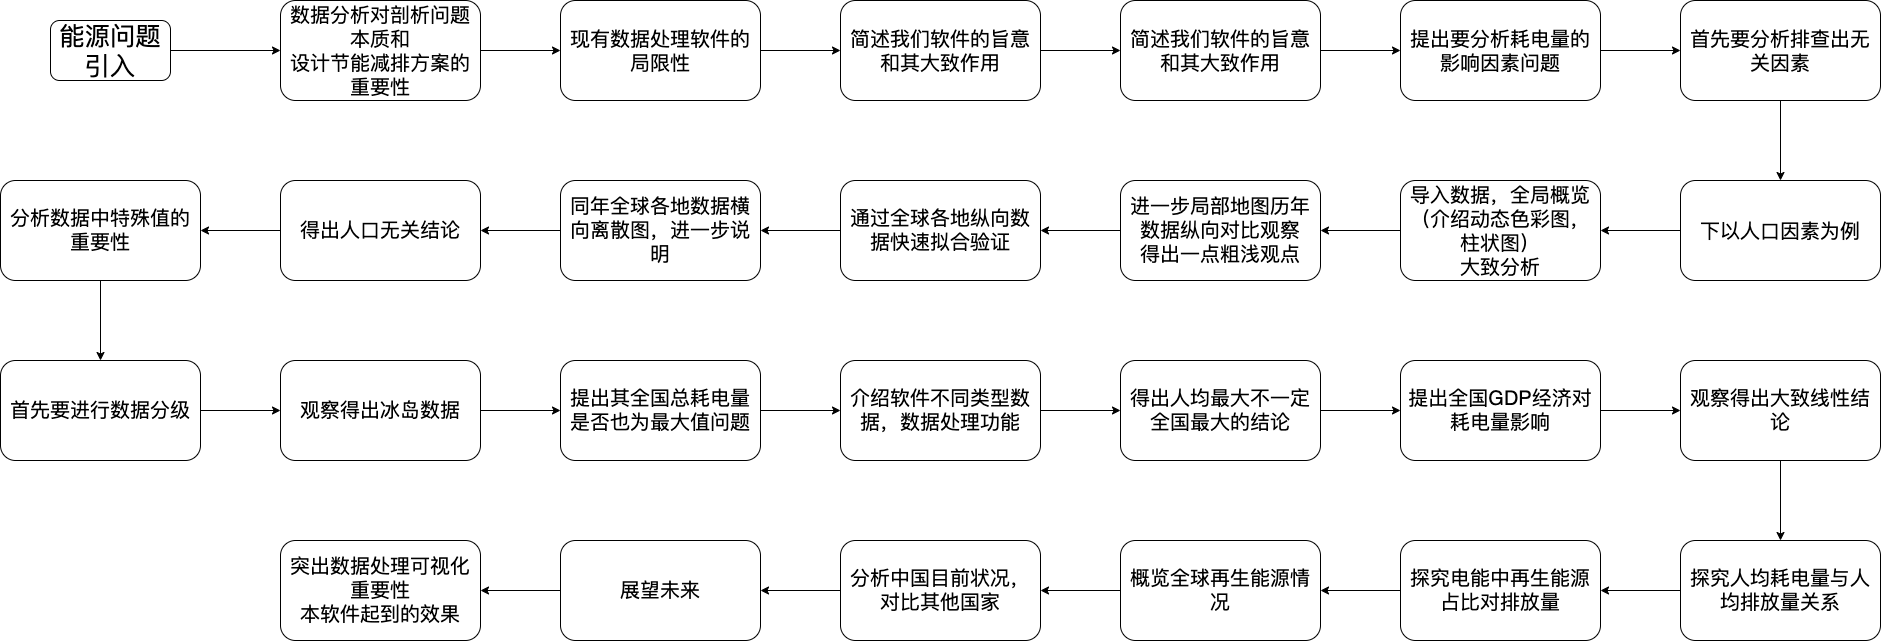 能源问题
引入
数据分析对剖析问题
本质和
设计节能减排方案的
重要性
现有数据处理软件的
局限性
简述我们软件的旨意
和其大致作用
简述我们软件的旨意
和其大致作用
提出要分析耗电量的
影响因素问题
首先要分析排查出无
关因素
下以人口因素为例
导入数据，全局概览
（介绍动态色彩图，
柱状图）
大致分析
进一步局部地图历年
数据纵向对比观察
得出一点粗浅观点
通过全球各地纵向数
据快速拟合验证
同年全球各地数据横
向离散图，进一步说
明
得出人口无关结论
分析数据中特殊值的
重要性
首先要进行数据分级
观察得出冰岛数据
提出其全国总耗电量
是否也为最大值问题
介绍软件不同类型数
据，数据处理功能
得出人均最大不一定
全国最大的结论
提出全国GDP经济对
耗电量影响
观察得出大致线性结
论
探究人均耗电量与人
均排放量关系
探究电能中再生能源
占比对排放量
概览全球再生能源情
况
分析中国目前状况，
对比其他国家
展望未来
突出数据处理可视化
重要性
本软件起到的效果